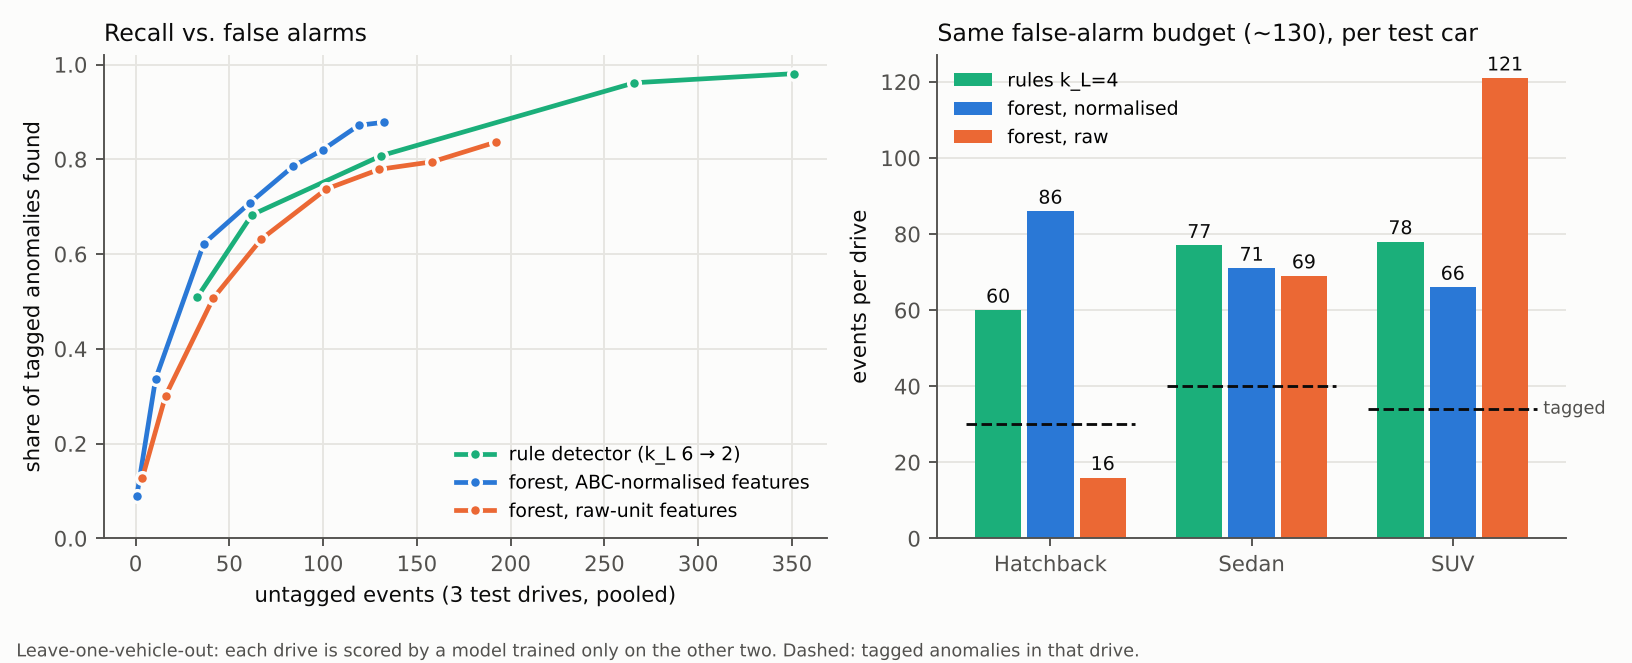 Recall vs. false alarms
1.0
0.8
0.6
0.4
0.2
0.0
share of tagged anomalies found
rule detector (k_L 6 → 2)
forest, ABC-normalised features
forest, raw-unit features
0 50 100 150 200 250 300 350
untagged events (3 test drives, pooled)
Same false-alarm budget (~130), per test car
rules k_L=4
forest, normalised
forest, raw
120
100
80
60
40
20
0
events per drive
60 86 16
77 71 69
78 66 121
tagged
Hatchback Sedan SUV
Leave-one-vehicle-out: each drive is scored by a model trained only on the other two. Dashed: tagged anomalies in that drive.